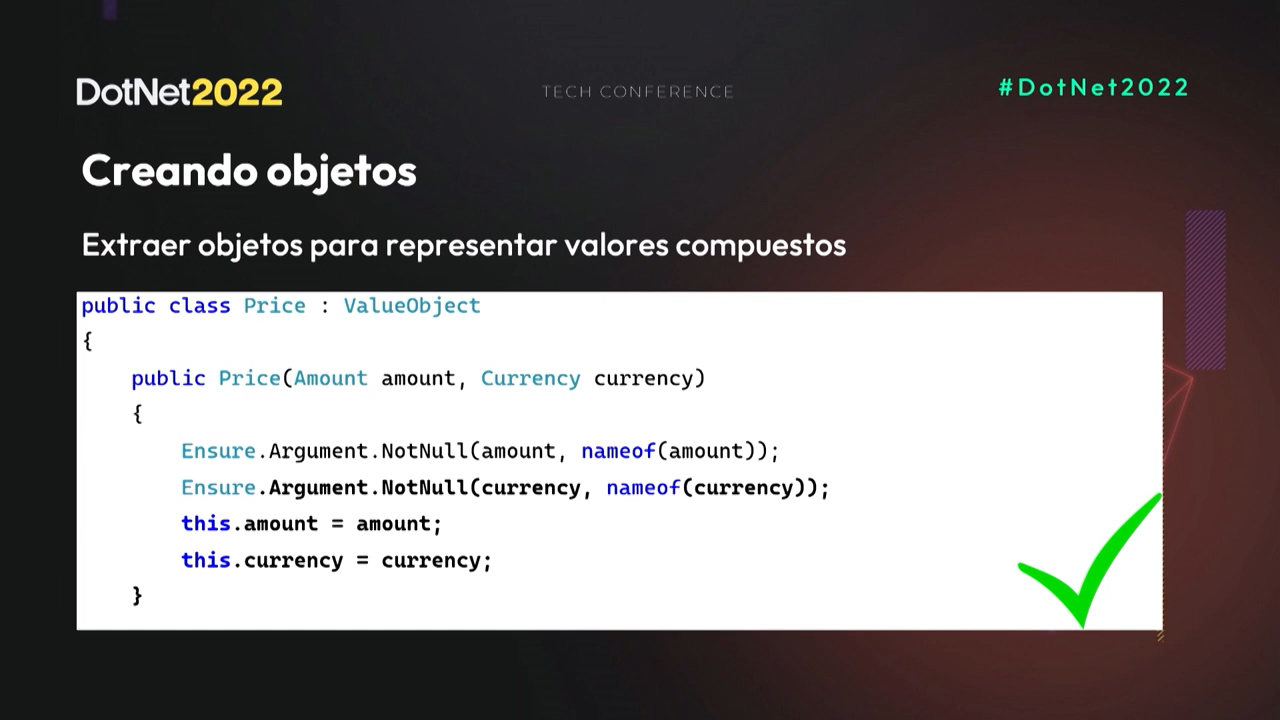 DotNet2022
TECH CONFERENCE
#DotNet2022
Creando objetos
Extraer objetos para representar valores compuestos
public class Price : ValueObject
{
    public Price(Amount amount, Currency currency)
    {
        Ensure.Argument.NotNull(amount, nameof(amount));
        Ensure.Argument.NotNull(currency, nameof(currency));
        this.amount = amount;
        this.currency = currency;
    }